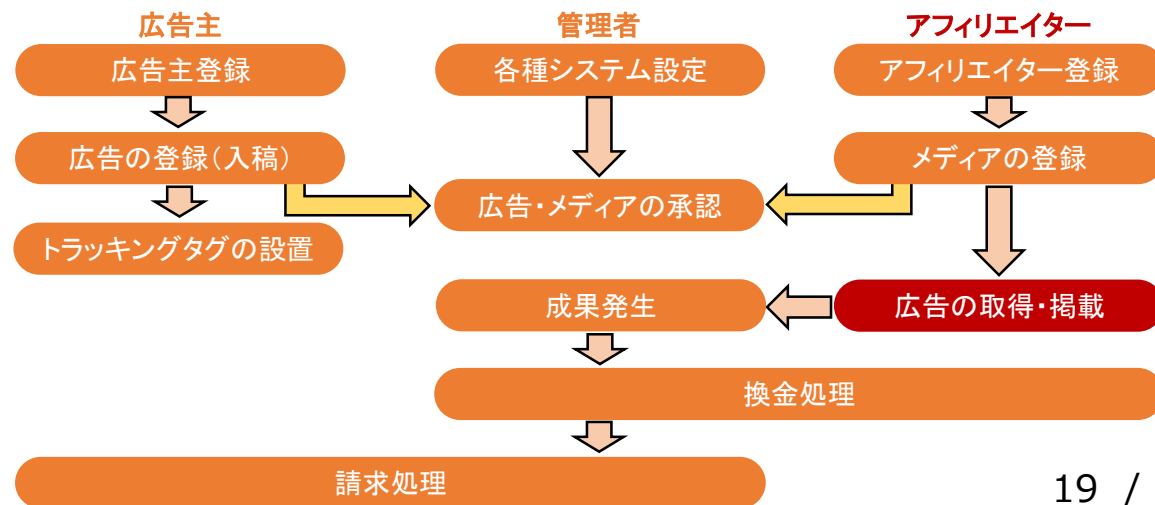 広告主
管理者
アフィリエイター
広告主登録
各種システム設定
アフィリエイター登録
広告の登録(入稿)
メディアの登録
広告・メディアの承認
トラッキングタグの設置
成果発生
広告の取得・掲載
換金処理
請求処理
19 /